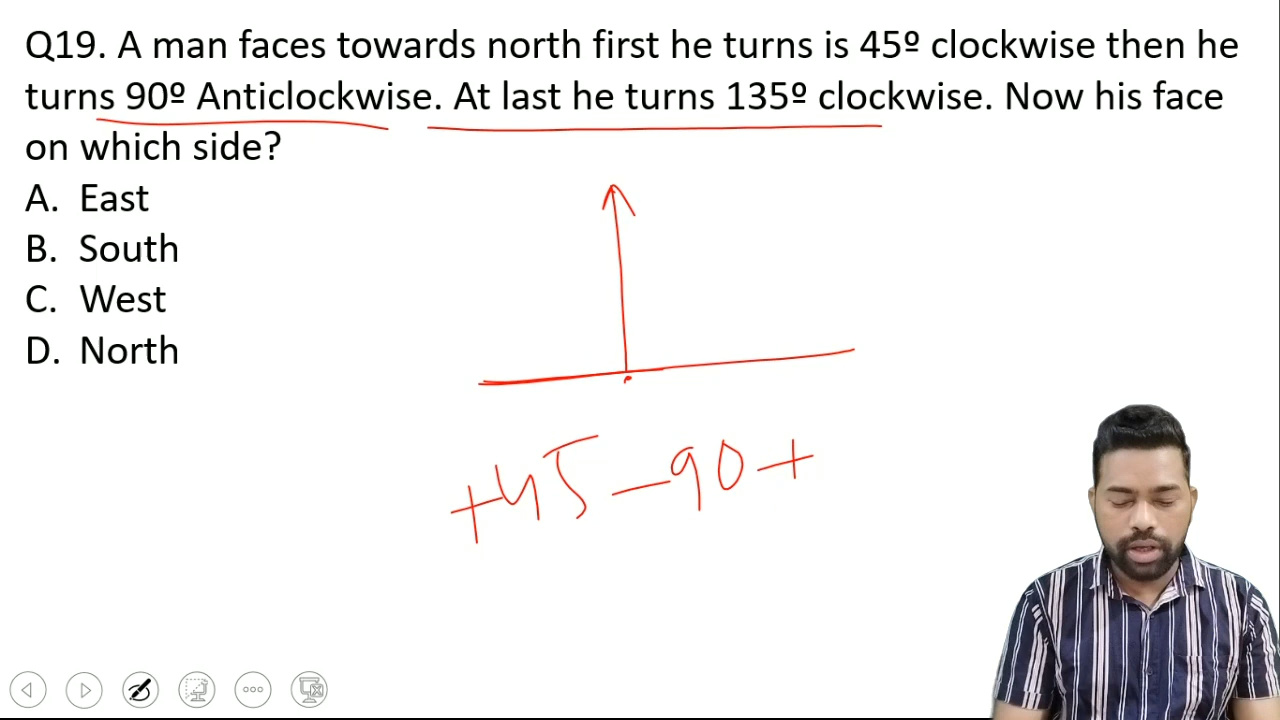 Q19. A man faces towards north first he turns is 45º clockwise then he
turns 90º Anticlockwise. At last he turns 135º clockwise. Now his face
on which side?
A. East
B. South
C. West
D. North
+45-90+